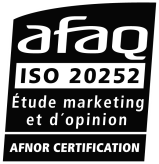 afaq
ISO 20252
Étude marketing
et d´opinion
AFNOR CERTIFICATION